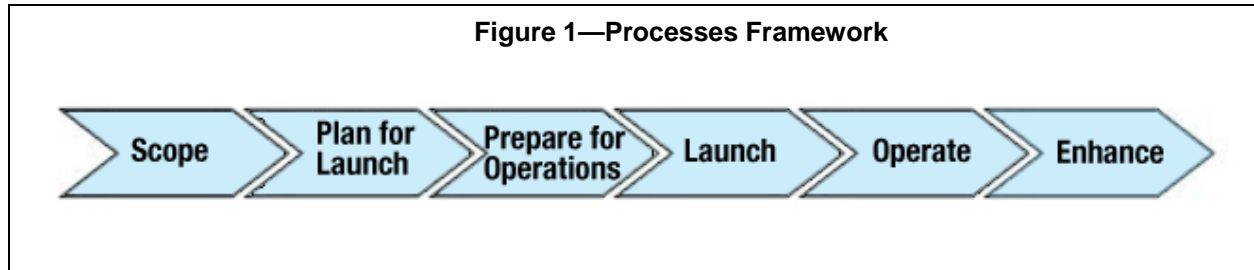 Figure 1—Processes Framework
Scope
Plan for
Launch
Prepare for
Operations
Launch
Operate
Enhance